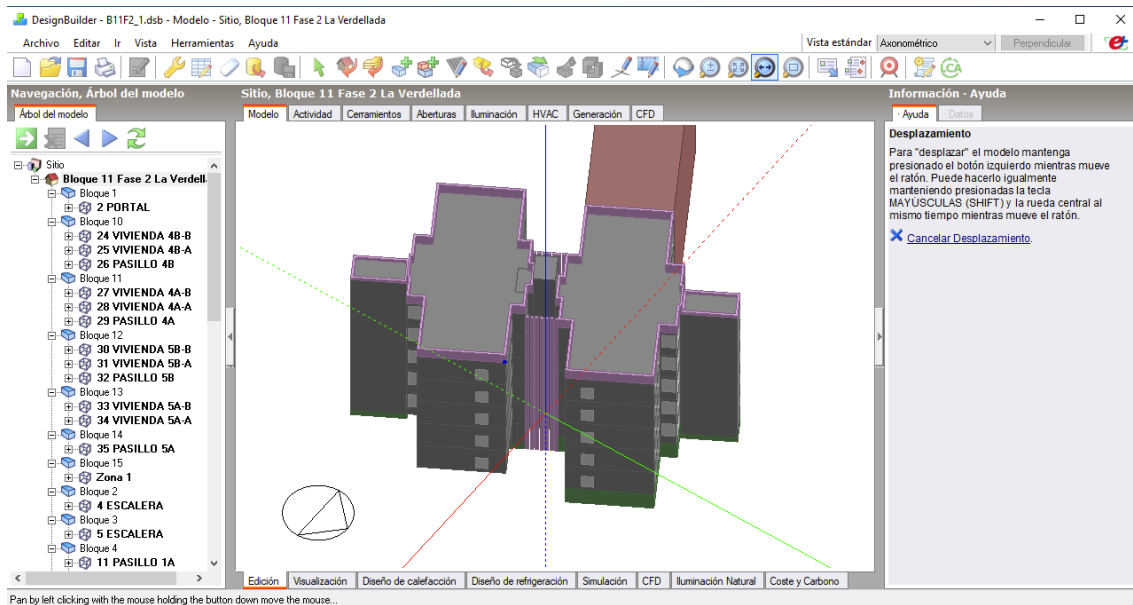 DesignBuilder - B11F2_1.dsb - Modelo - Sitio, Bloque 11 Fase 2 La Verdellada
Archivo Editar Ir Vista Herramientas Ayuda
Vista estándar Axonométrico Perpendicular
Navegación, Árbol del modelo
Árbol del modelo
Sitio
Bloque 11 Fase 2 La Verdell
Bloque 1
2 PORTAL
Bloque 10
24 VIVIENDA 4B-B
25 VIVIENDA 4B-A
26 PASILLO 4B
Bloque 11
27 VIVIENDA 4A-B
28 VIVIENDA 4A-A
29 PASILLO 4A
Bloque 12
30 VIVIENDA 5B-B
31 VIVIENDA 5B-A
32 PASILLO 5B
Bloque 13
33 VIVIENDA 5A-B
34 VIVIENDA 5A-A
Bloque 14
35 PASILLO 5A
Bloque 15
Zona 1
Bloque 2
4 ESCALERA
Bloque 3
5 ESCALERA
Bloque 4
11 PASILLO 1A
Sitio, Bloque 11 Fase 2 La Verdellada
Modelo Actividad Cerramientos Aberturas Iluminación HVAC Generación CFD
Edición Visualización Diseño de calefacción Diseño de refrigeración Simulación CFD Iluminación Natural Coste y Carbono
Información - Ayuda
· Ayuda Datos
Desplazamiento
Para "desplazar" el modelo mantenga
presionado el botón izquierdo mientras mueve
el ratón. Puede hacerlo igualmente
manteniendo presionadas la tecla
MAYÚSCULAS (SHIFT) y la rueda central al
mismo tiempo mientras mueve el ratón.
Cancelar Desplazamiento.
Pan by left clicking with the mouse holding the button down move the mouse...